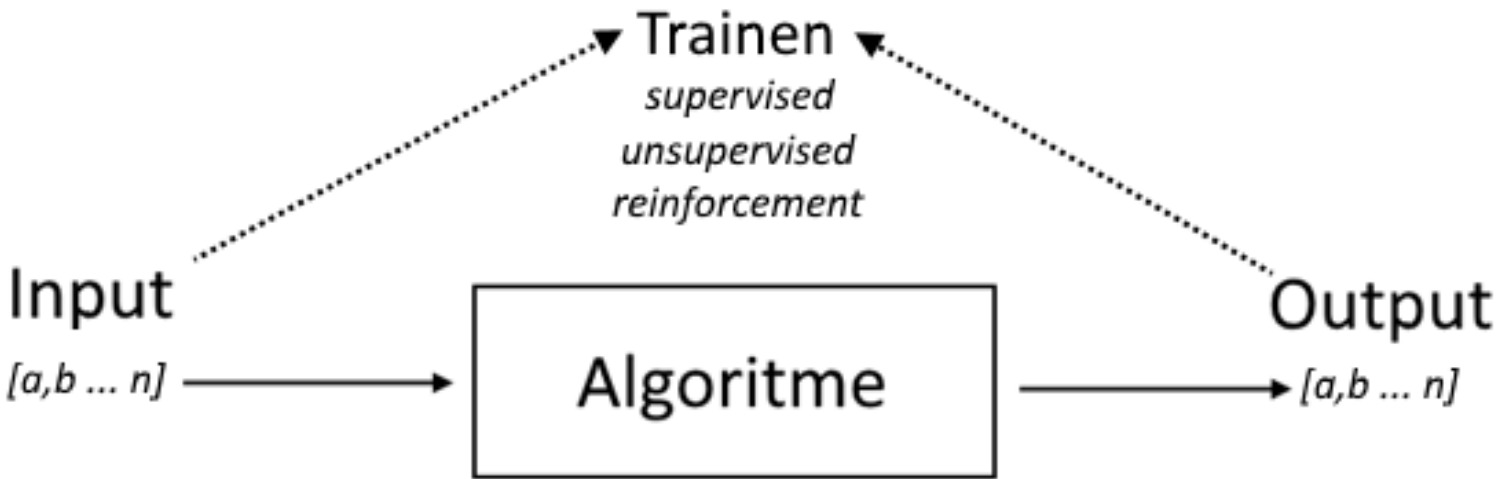 Trainen
supervised
unsupervised
reinforcement
Input
[a,b ... n]
Algoritme
Output
[a,b ... n]